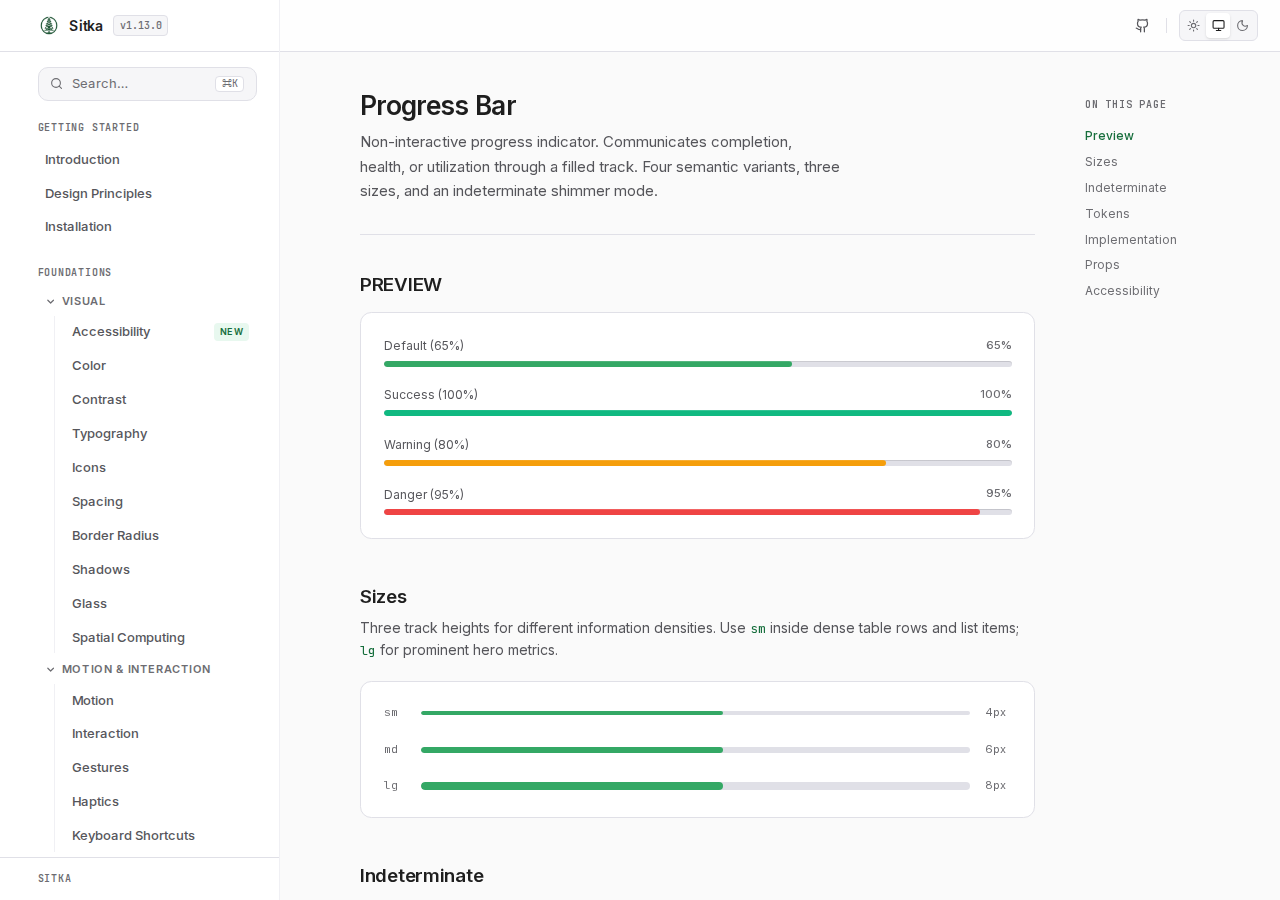 Sitka v1.13.0
Search... ⌘K
GETTING STARTED
Introduction
Design Principles
Installation
FOUNDATIONS
VISUAL
Accessibility NEW
Color
Contrast
Typography
Icons
Spacing
Border Radius
Shadows
Glass
Spatial Computing
MOTION & INTERACTION
Motion
Interaction
Gestures
Haptics
Keyboard Shortcuts
SITKA
Progress Bar
Non-interactive progress indicator. Communicates completion,
health, or utilization through a filled track. Four semantic variants, three
sizes, and an indeterminate shimmer mode.
PREVIEW
Default (65%) 65%
Success (100%) 100%
Warning (80%) 80%
Danger (95%) 95%
Sizes
Three track heights for different information densities. Use sm inside dense table rows and list items;
lg for prominent hero metrics.
sm 4px
md 6px
lg 8px
Indeterminate
ON THIS PAGE
Preview
Sizes
Indeterminate
Tokens
Implementation
Props
Accessibility